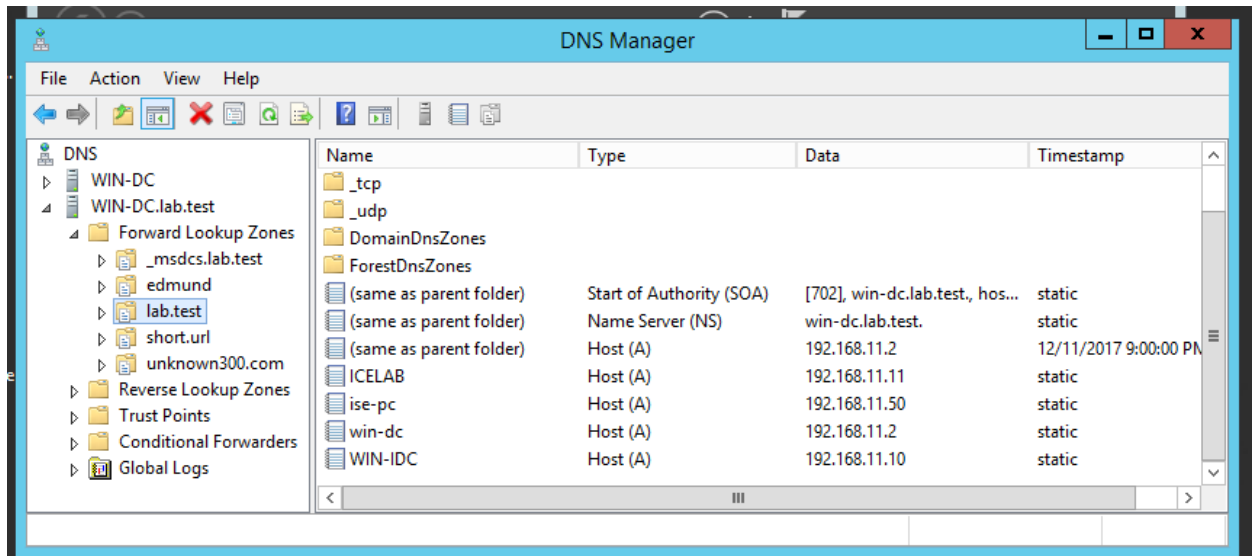 DNS Manager
File Action View Help
DNS
WIN-DC
WIN-DC.lab.test
Forward Lookup Zones
_msdcs.lab.test
edmund
lab.test
short.url
unknown300.com
Reverse Lookup Zones
Trust Points
Conditional Forwarders
Global Logs
Name Type Data Timestamp
_tcp
_udp
DomainDnsZones
ForestDnsZones
(same as parent folder) Start of Authority (SOA) [702], win-dc.lab.test., hos... static
(same as parent folder) Name Server (NS) win-dc.lab.test. static
(same as parent folder) Host (A) 192.168.11.2 12/11/2017 9:00:00 PM
ICELAB Host (A) 192.168.11.11 static
ise-pc Host (A) 192.168.11.50 static
win-dc Host (A) 192.168.11.2 static
WIN-IDC Host (A) 192.168.11.10 static